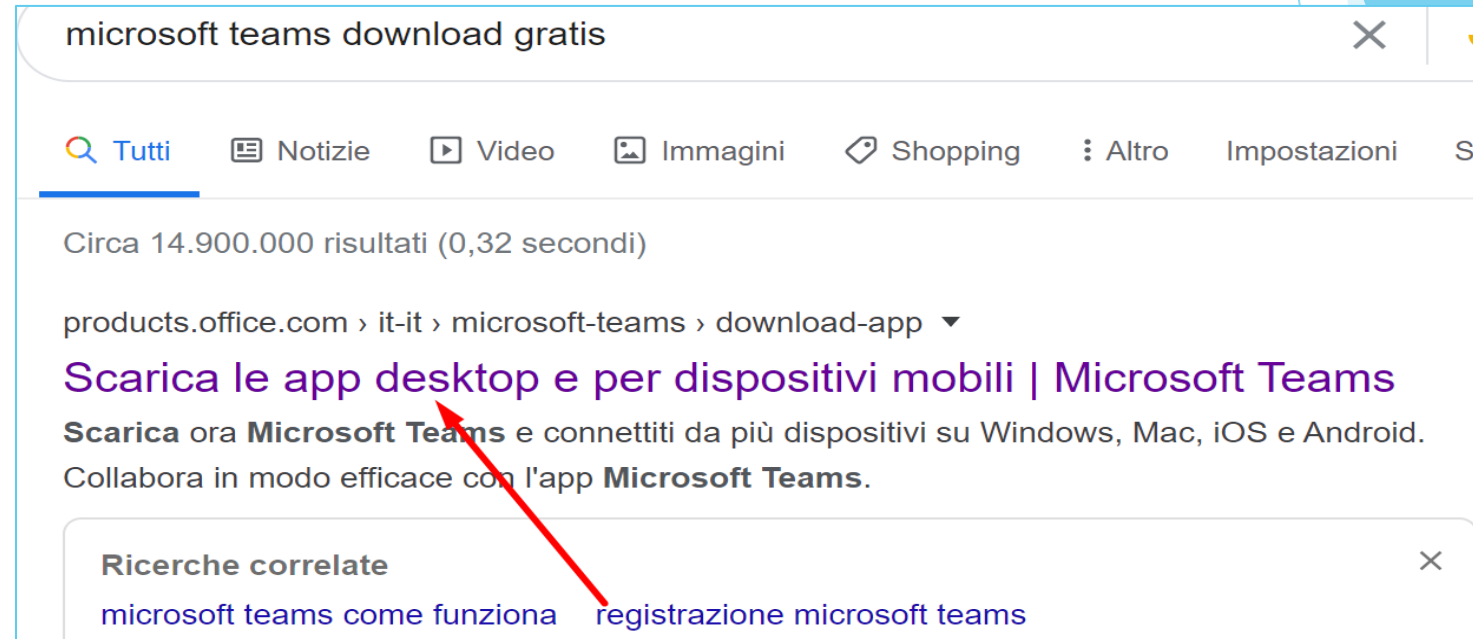 microsoft teams download gratis
Tutti Notizie Video Immagini Shopping Altro Impostazioni S
Circa 14.900.000 risultati (0,32 secondi)
products.office.com › it-it › microsoft-teams › download-app
Scarica le app desktop e per dispositivi mobili | Microsoft Teams
Scarica ora Microsoft Teams e connettiti da più dispositivi su Windows, Mac, iOS e Android.
Collabora in modo efficace con l'app Microsoft Teams.
Ricerche correlate
microsoft teams come funziona registrazione microsoft teams